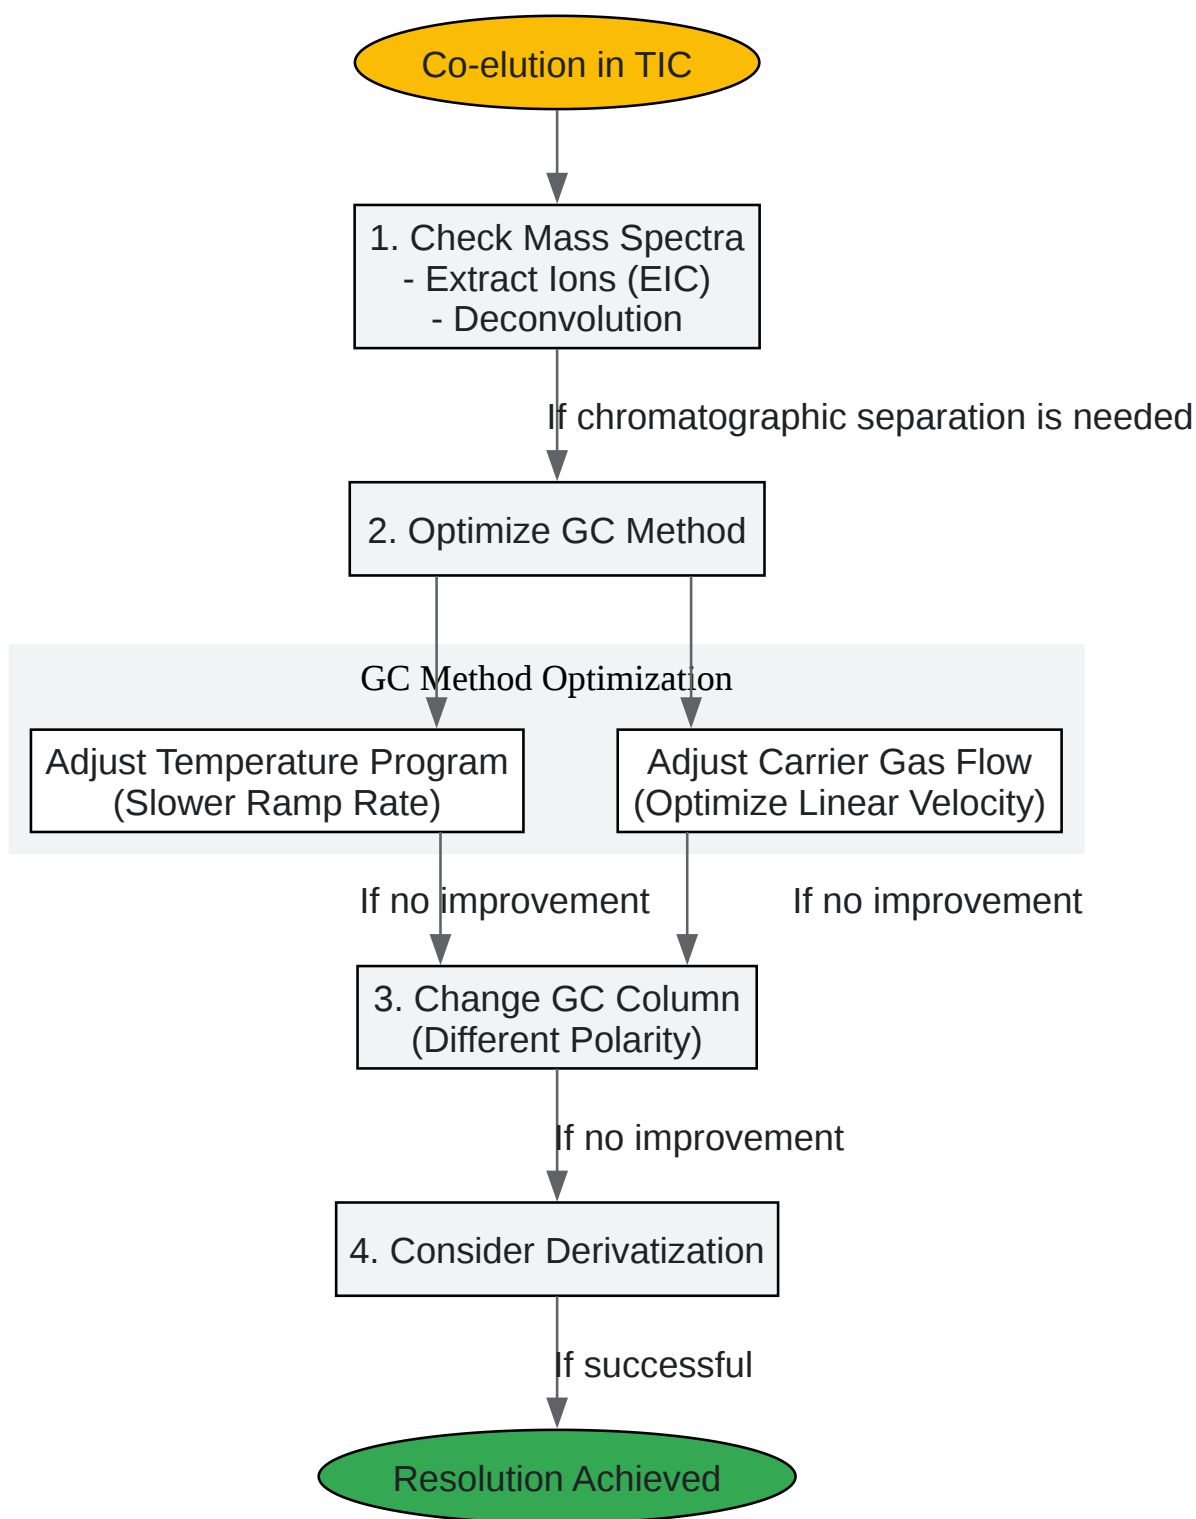 Co-elution in TIC
1. Check Mass Spectra
- Extract Ions (EIC)
- Deconvolution
If chromatographic separation is needed
2. Optimize GC Method
GC Method Optimization
Adjust Temperature Program
(Slower Ramp Rate)
Adjust Carrier Gas Flow
(Optimize Linear Velocity)
If no improvement
If no improvement
3. Change GC Column
(Different Polarity)
If no improvement
4. Consider Derivatization
If successful
Resolution Achieved